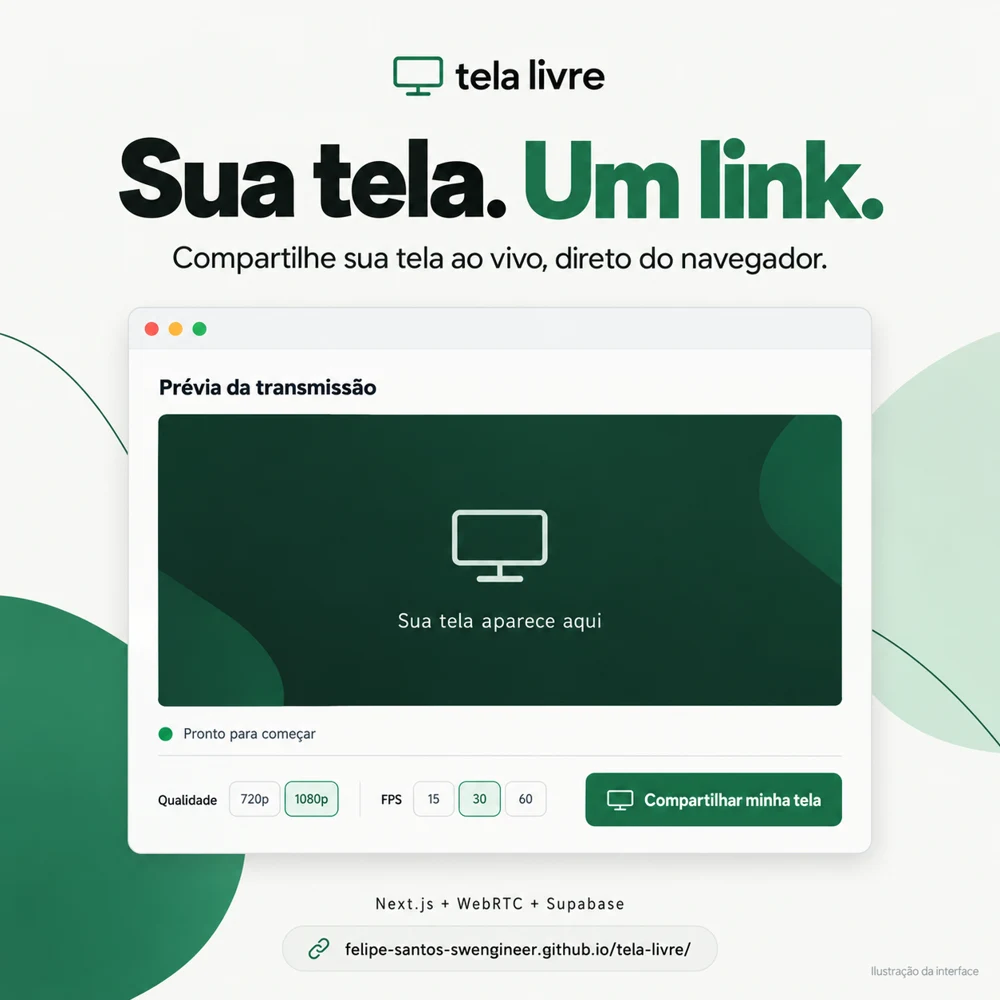 tela livre
Sua tela. Um link.
Compartilhe sua tela ao vivo, direto do navegador.
Prévia da transmissão
Sua tela aparece aqui
Pronto para começar
Qualidade 720p 1080p FPS 15 30 60 Compartilhar minha tela
Next.js + WebRTC + Supabase
felipe-santos-swengineer.github.io/tela-livre/
Ilustração da interface